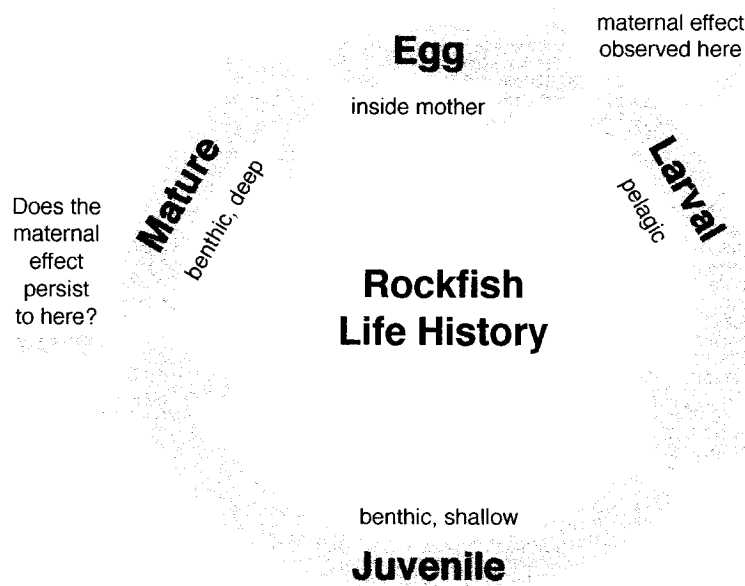 maternal effect
observed here
Egg
inside mother
Larval
pelagic
Mature
benthic, deep
Does the
maternal
effect
persist
to here?
Rockfish
Life History
benthic, shallow
Juvenile